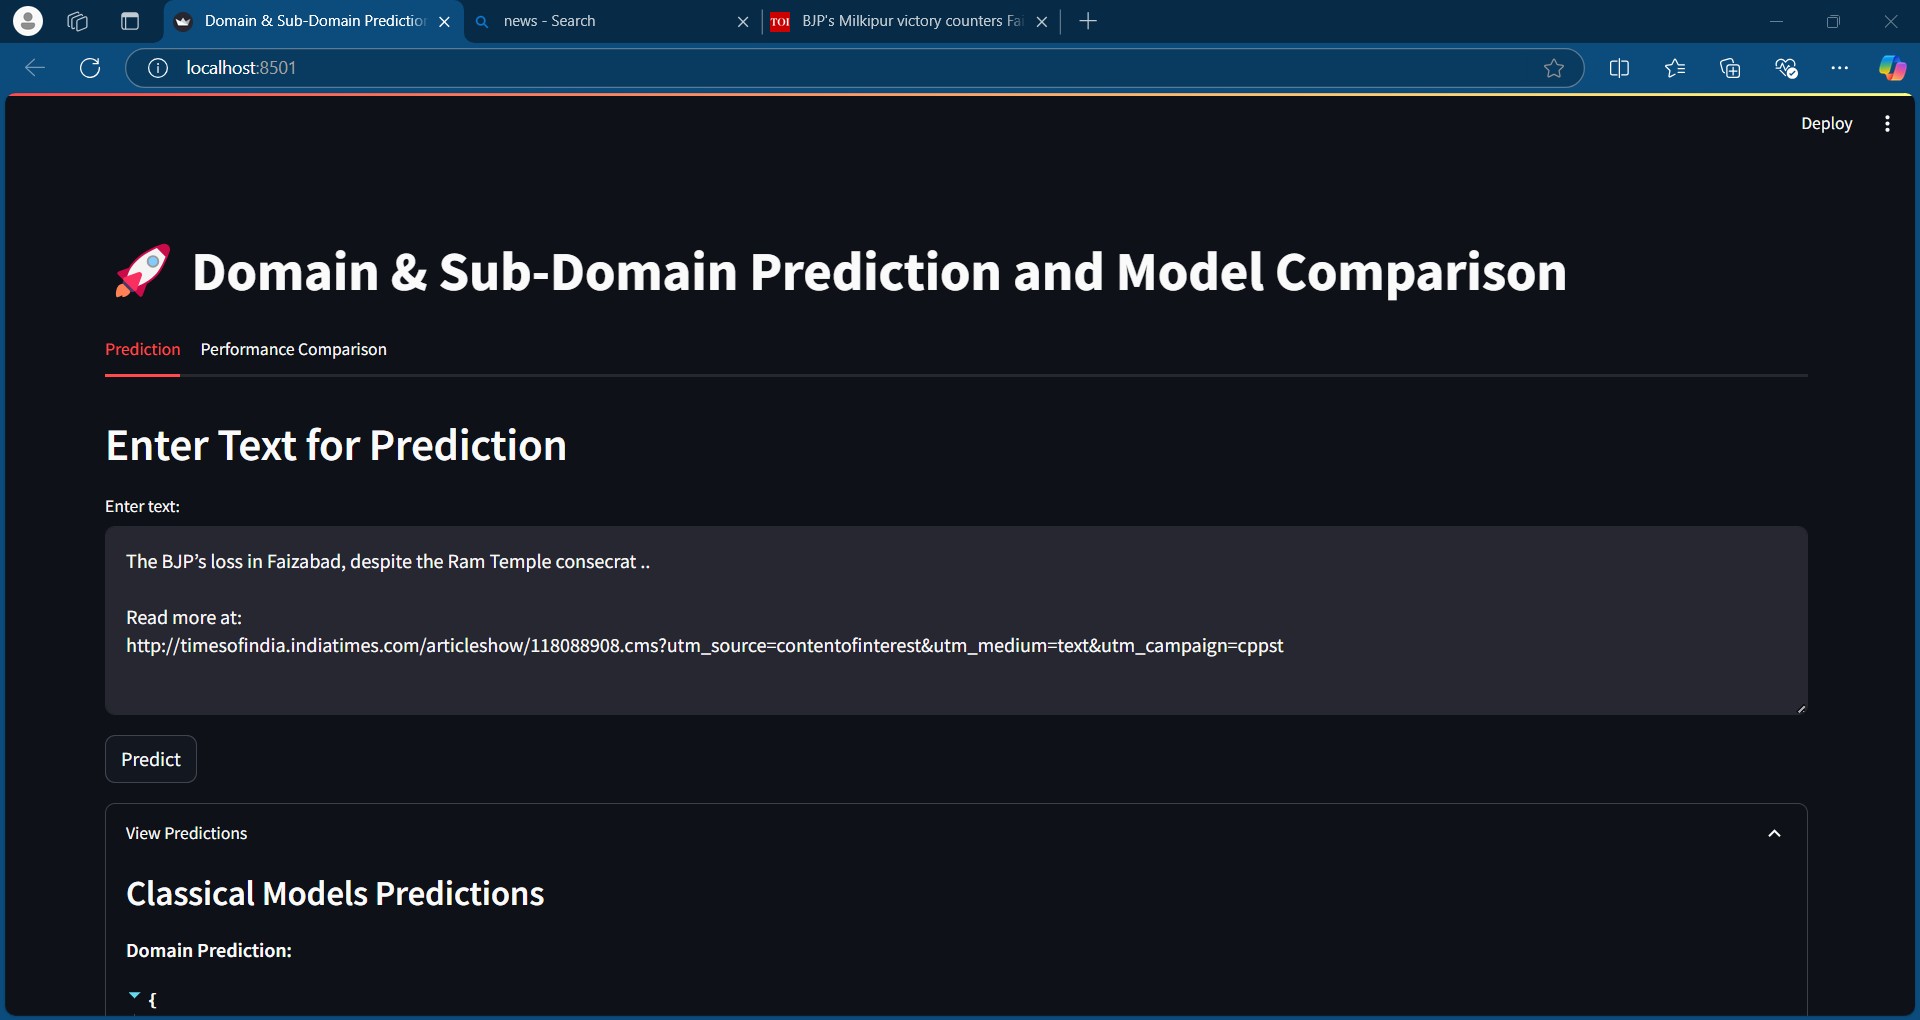 Domain & Sub-Domain Prediction
news - Search
TOI BJP's Milkipur victory counters Fai
localhost:8501
Deploy
Domain & Sub-Domain Prediction and Model Comparison
Prediction Performance Comparison
Enter Text for Prediction
Enter text:
The BJP’s loss in Faizabad, despite the Ram Temple consecrat ..
Read more at:
http://timesofindia.indiatimes.com/articleshow/118088908.cms?utm_source=contentofinterest&utm_medium=text&utm_campaign=cppst
Predict
View Predictions
Classical Models Predictions
Domain Prediction:
{